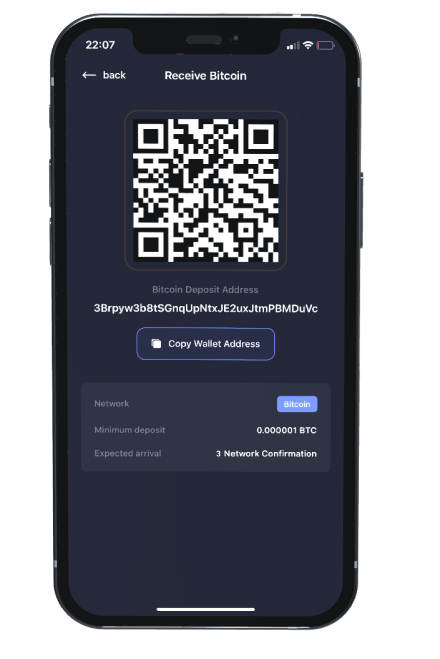 22:07
← back Receive Bitcoin
Bitcoin Deposit Address
3Brpyw3b8tSGnqUpNtxJE2uxJtmPBMDuVc
Copy Wallet Address
Network Bitcoin
Minimum deposit 0.000001 BTC
Expected arrival 3 Network Confirmation